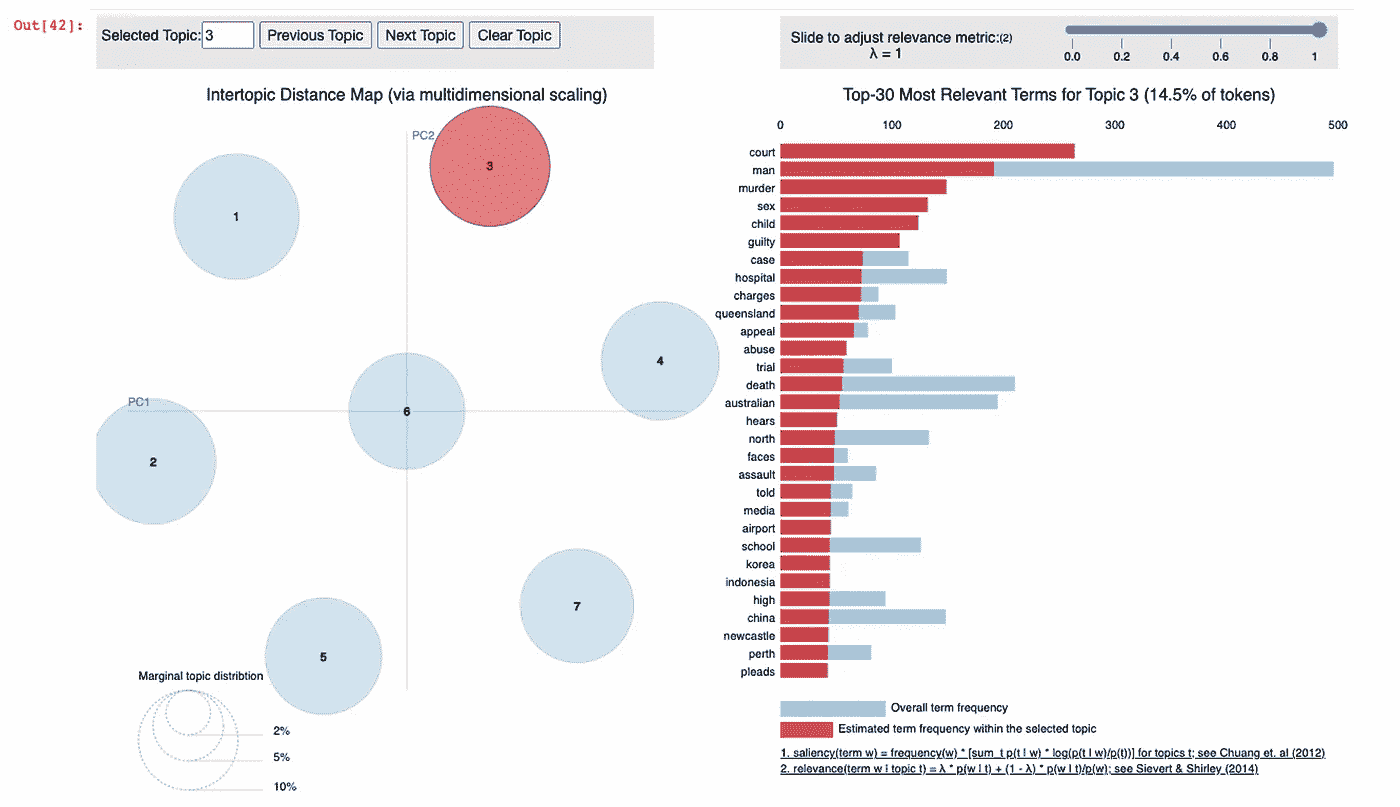 Out[42]:
Selected Topic: 3 Previous Topic Next Topic Clear Topic
Slide to adjust relevance metric:(2)
λ = 1
0.0 0.2 0.4 0.6 0.8 1
Intertopic Distance Map (via multidimensional scaling)
PC2
PC1
1
2
3
4
5
6
7
Marginal topic distribtion
2%
5%
10%
Top-30 Most Relevant Terms for Topic 3 (14.5% of tokens)
0 100 200 300 400 500
court
man
murder
sex
child
guilty
case
hospital
charges
queensland
appeal
abuse
trial
death
australian
hears
north
faces
assault
told
media
airport
school
korea
indonesia
high
china
newcastle
perth
pleads
Overall term frequency
Estimated term frequency within the selected topic
1. saliency(term w) = frequency(w) * [sum_t p(t | w) * log(p(t | w)/p(t))] for topics t; see Chuang et. al (2012)
2. relevance(term w | topic t) = λ * p(w | t) + (1 - λ) * p(w | t)/p(w); see Sievert & Shirley (2014)